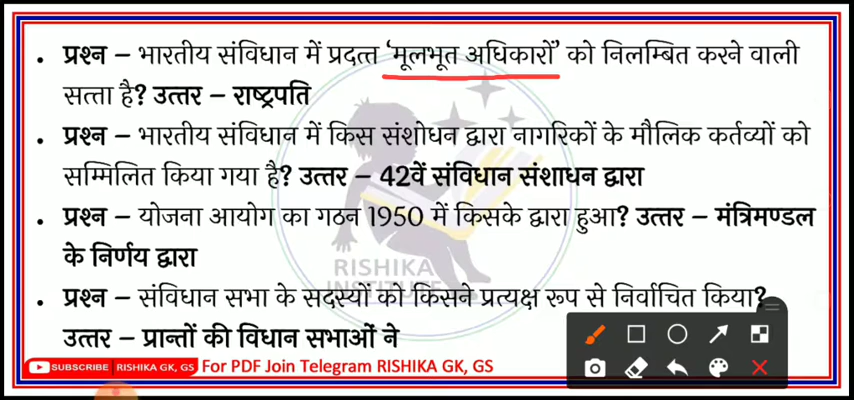 • प्रश्न – भारतीय संविधान में प्रदत्त 'मूलभूत अधिकारों' को निलम्बित करने वाली
सत्ता है? उत्तर – राष्ट्रपति
• प्रश्न – भारतीय संविधान में किस संशोधन द्वारा नागरिकों के मौलिक कर्तव्यों को
सम्मिलित किया गया है? उत्तर – 42वें संविधान संशाधन द्वारा
• प्रश्न – योजना आयोग का गठन 1950 में किसके द्वारा हुआ? उत्तर – मंत्रिमण्डल
के निर्णय द्वारा
• प्रश्न – संविधान सभा के सदस्यों को किसने प्रत्यक्ष रूप से निर्वाचित किया?
उत्तर – प्रान्तों की विधान सभाओं ने
RISHIKA
INSTITUTE
SUBSCRIBE RISHIKA GK, GS For PDF Join Telegram RISHIKA GK, GS